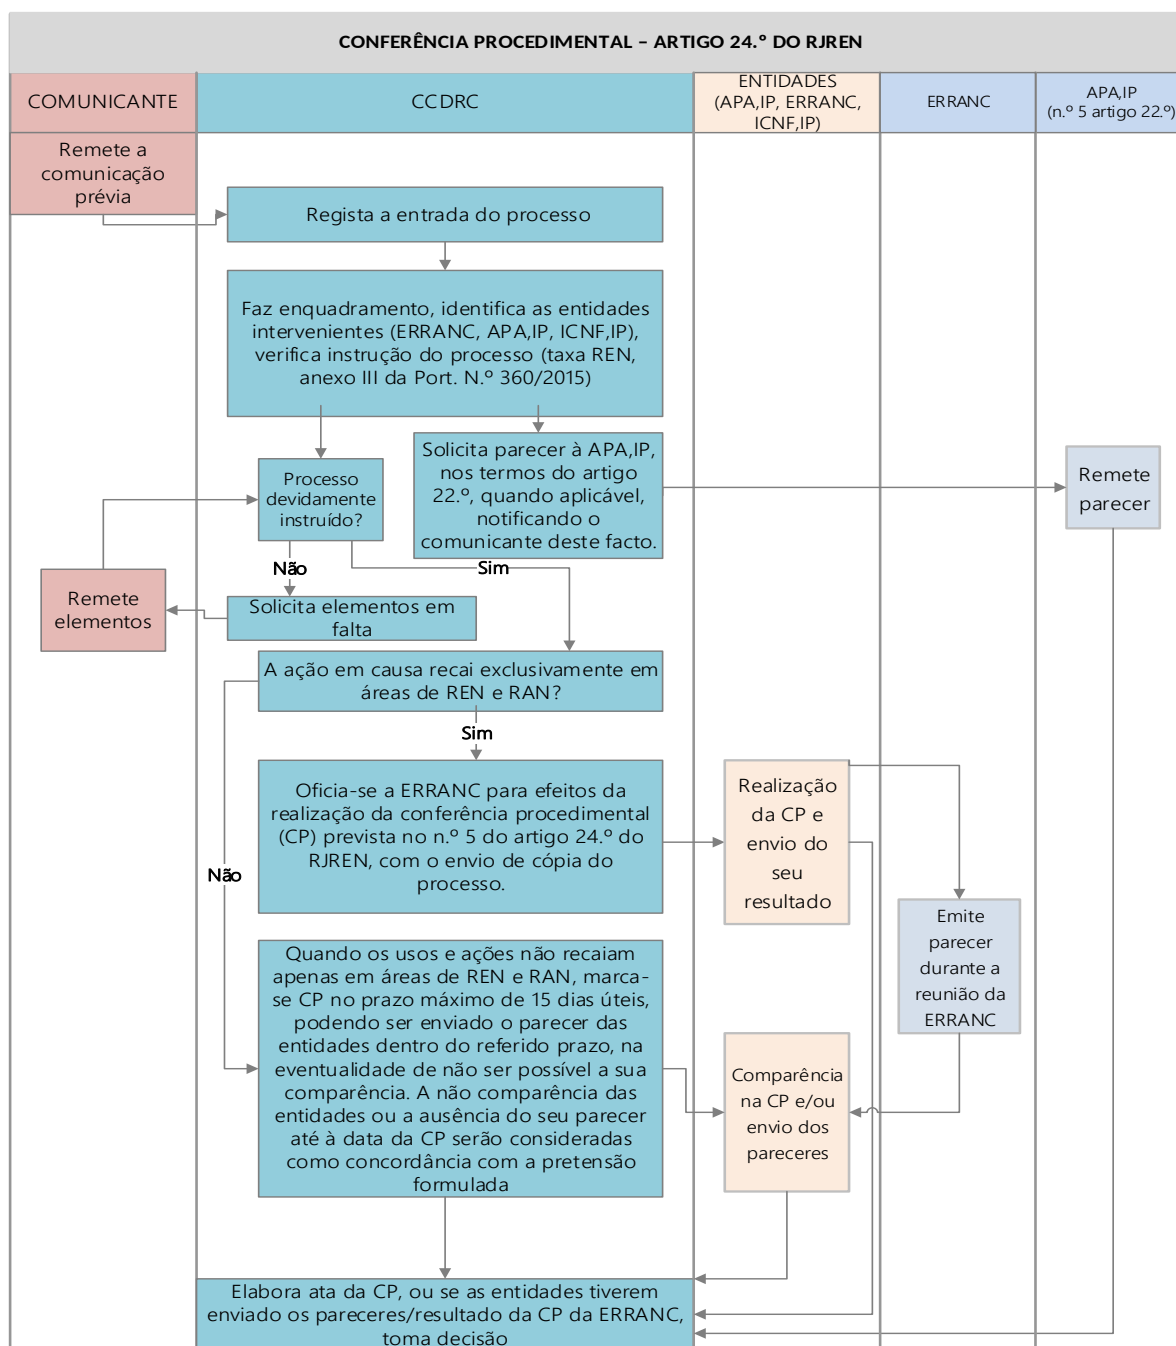 CONFERÊNCIA PROCEDIMENTAL – ARTIGO 24.º DO RJREN
COMUNICANTE
CCDRC
ENTIDADES
(APA,IP, ERRANC,
ICNF,IP)
ERRANC
APA,IP
(n.º 5 artigo 22.º)
Remete a
comunicação
prévia
Regista a entrada do processo
Faz enquadramento, identifica as entidades
intervenientes (ERRANC, APA,IP, ICNF,IP),
verifica instrução do processo (taxa REN,
anexo III da Port. N.º 360/2015)
Processo
devidamente
instruído?
Solicita parecer à APA,IP,
nos termos do artigo
22.º, quando aplicável,
notificando o
comunicante deste facto.
Remete
parecer
Não
Sim
Remete
elementos
Solicita elementos em
falta
A ação em causa recai exclusivamente em
áreas de REN e RAN?
Sim
Oficia-se a ERRANC para efeitos da
realização da conferência procedimental
(CP) prevista no n.º 5 do artigo 24.º do
RJREN, com o envio de cópia do
processo.
Realização
da CP e
envio do
seu
resultado
Não
Emite
parecer
durante a
reunião da
ERRANC
Quando os usos e ações não recaiam
apenas em áreas de REN e RAN, marca-
se CP no prazo máximo de 15 dias úteis,
podendo ser enviado o parecer das
entidades dentro do referido prazo, na
eventualidade de não ser possível a sua
comparência. A não comparência das
entidades ou a ausência do seu parecer
até à data da CP serão consideradas
como concordância com a pretensão
formulada
Comparência
na CP e/ou
envio dos
pareceres
Elabora ata da CP, ou se as entidades tiverem
enviado os pareceres/resultado da CP da ERRANC,
toma decisão